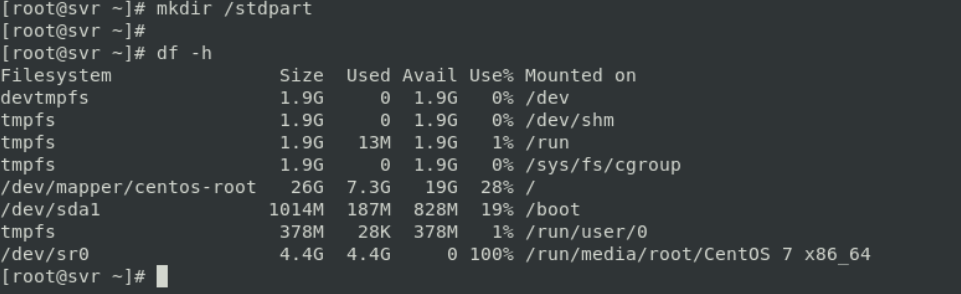 [root@svr ~]# mkdir /stdpart
[root@svr ~]#
[root@svr ~]# df -h
Filesystem               Size  Used Avail Use% Mounted on
devtmpfs                 1.9G     0  1.9G   0% /dev
tmpfs                    1.9G     0  1.9G   0% /dev/shm
tmpfs                    1.9G   13M  1.9G   1% /run
tmpfs                    1.9G     0  1.9G   0% /sys/fs/cgroup
/dev/mapper/centos-root   26G  7.3G   19G  28% /
/dev/sda1               1014M  187M  828M  19% /boot
tmpfs                    378M   28K  378M   1% /run/user/0
/dev/sr0                 4.4G  4.4G     0 100% /run/media/root/CentOS 7 x86_64
[root@svr ~]#